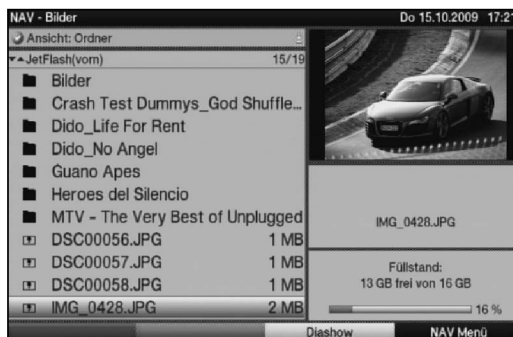 NAV - Bilder Do 15.10.2009 17:21
Ansicht: Ordner
JetFlash(vorn) 15/19
Bilder
Crash Test Dummys_God Shuffle...
Dido_Life For Rent
Dido_No Angel
Guano Apes
Heroes del Silencio
MTV - The Very Best of Unplugged
DSC00056.JPG 1 MB
DSC00057.JPG 1 MB
DSC00058.JPG 1 MB
IMG_0428.JPG 2 MB
IMG_0428.JPG
Füllstand:
13 GB frei von 16 GB
16 %
Diashow NAV Menü